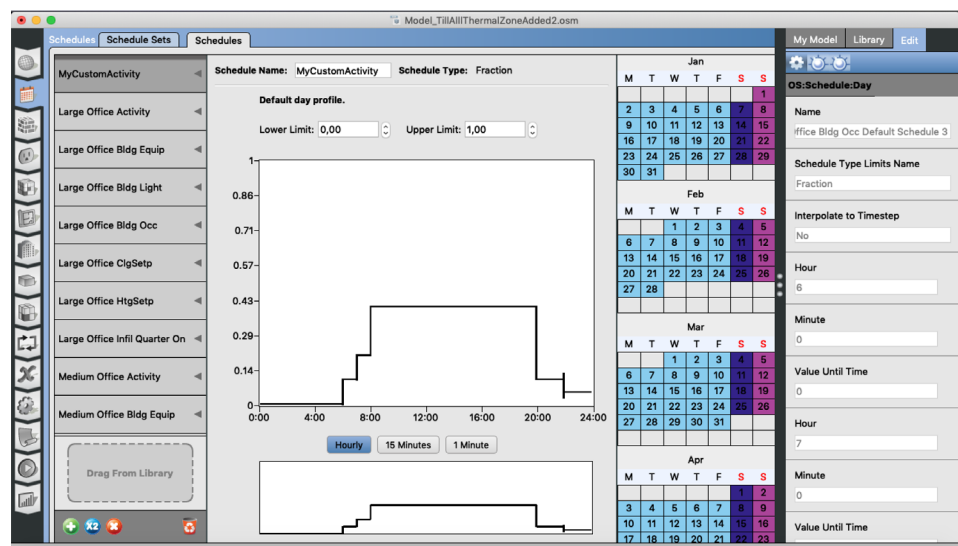 Model_TillAllThermalZoneAdded2.osm
Schedules Schedule Sets Schedules
My Model Library Edit
MyCustomActivity
Large Office Activity
Large Office Bldg Equip
Large Office Bldg Light
Large Office Bldg Occ
Large Office ClgSetp
Large Office HtgSetp
Large Office Infil Quarter On
Medium Office Activity
Medium Office Bldg Equip
Drag From Library
X2
Schedule Name: MyCustomActivity Schedule Type: Fraction
Default day profile.
Lower Limit: 0,00 Upper Limit: 1,00
1
0.86
0.71
0.57
0.43
0.29
0.14
0
0:00 4:00 8:00 12:00 16:00 20:00 24:00
Hourly 15 Minutes 1 Minute
Jan
M T W T F S S
1
2 3 4 5 6 7 8
9 10 11 12 13 14 15
16 17 18 19 20 21 22
23 24 25 26 27 28 29
30 31
Feb
M T W T F S S
1 2 3 4 5
6 7 8 9 10 11 12
13 14 15 16 17 18 19
20 21 22 23 24 25 26
27 28
Mar
M T W T F S S
1 2 3 4 5
6 7 8 9 10 11 12
13 14 15 16 17 18 19
20 21 22 23 24 25 26
27 28 29 30 31
Apr
M T W T F S S
1 2
3 4 5 6 7 8 9
10 11 12 13 14 15 16
17 18 19 20 21 22 23
OS:Schedule:Day
Name
ffice Bldg Occ Default Schedule 3
Schedule Type Limits Name
Fraction
Interpolate to Timestep
No
Hour
6
Minute
0
Value Until Time
0
Hour
7
Minute
0
Value Until Time